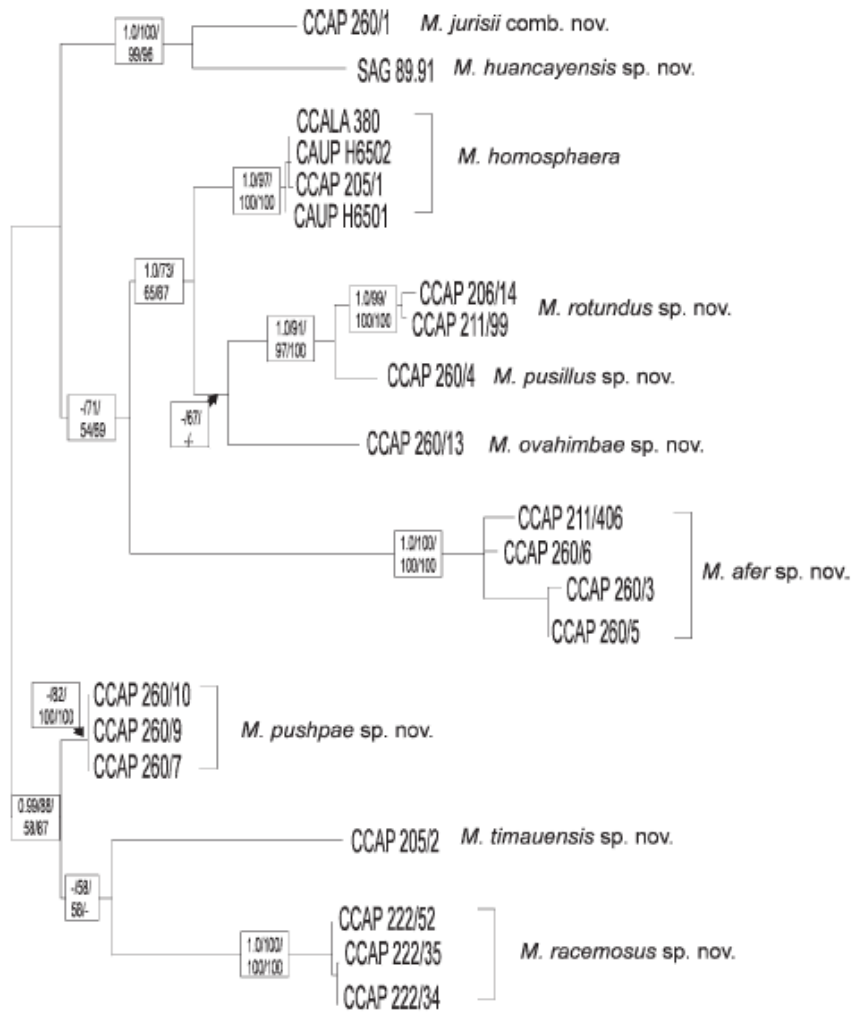 CCAP 260/1 M. jurisii comb. nov.
1.0/100/
99/96
SAG 89.91 M. huancayensis sp. nov.
CCALA 380
CAUP H6502
M. homosphaera
1.0/97/
100/100
CCAP 205/1
CAUP H6501
1.0/73/
65/87
CCAP 206/14
1.0/99/
100/100
M. rotundus sp. nov.
CCAP 211/99
1.0/91/
97/100
CCAP 260/4 M. pusillus sp. nov.
-/71/
54/69
-/67/
-/-
CCAP 260/13 M. ovahimbae sp. nov.
CCAP 211/406
1.0/100/
100/100
CCAP 260/6
M. afer sp. nov.
CCAP 260/3
CCAP 260/5
-/82/
100/100
CCAP 260/10
CCAP 260/9 M. pushpae sp. nov.
CCAP 260/7
0.99/88/
58/87
CCAP 205/2 M. timauensis sp. nov.
-/58/
58/-
CCAP 222/52
1.0/100/
100/100
CCAP 222/35 M. racemosus sp. nov.
CCAP 222/34